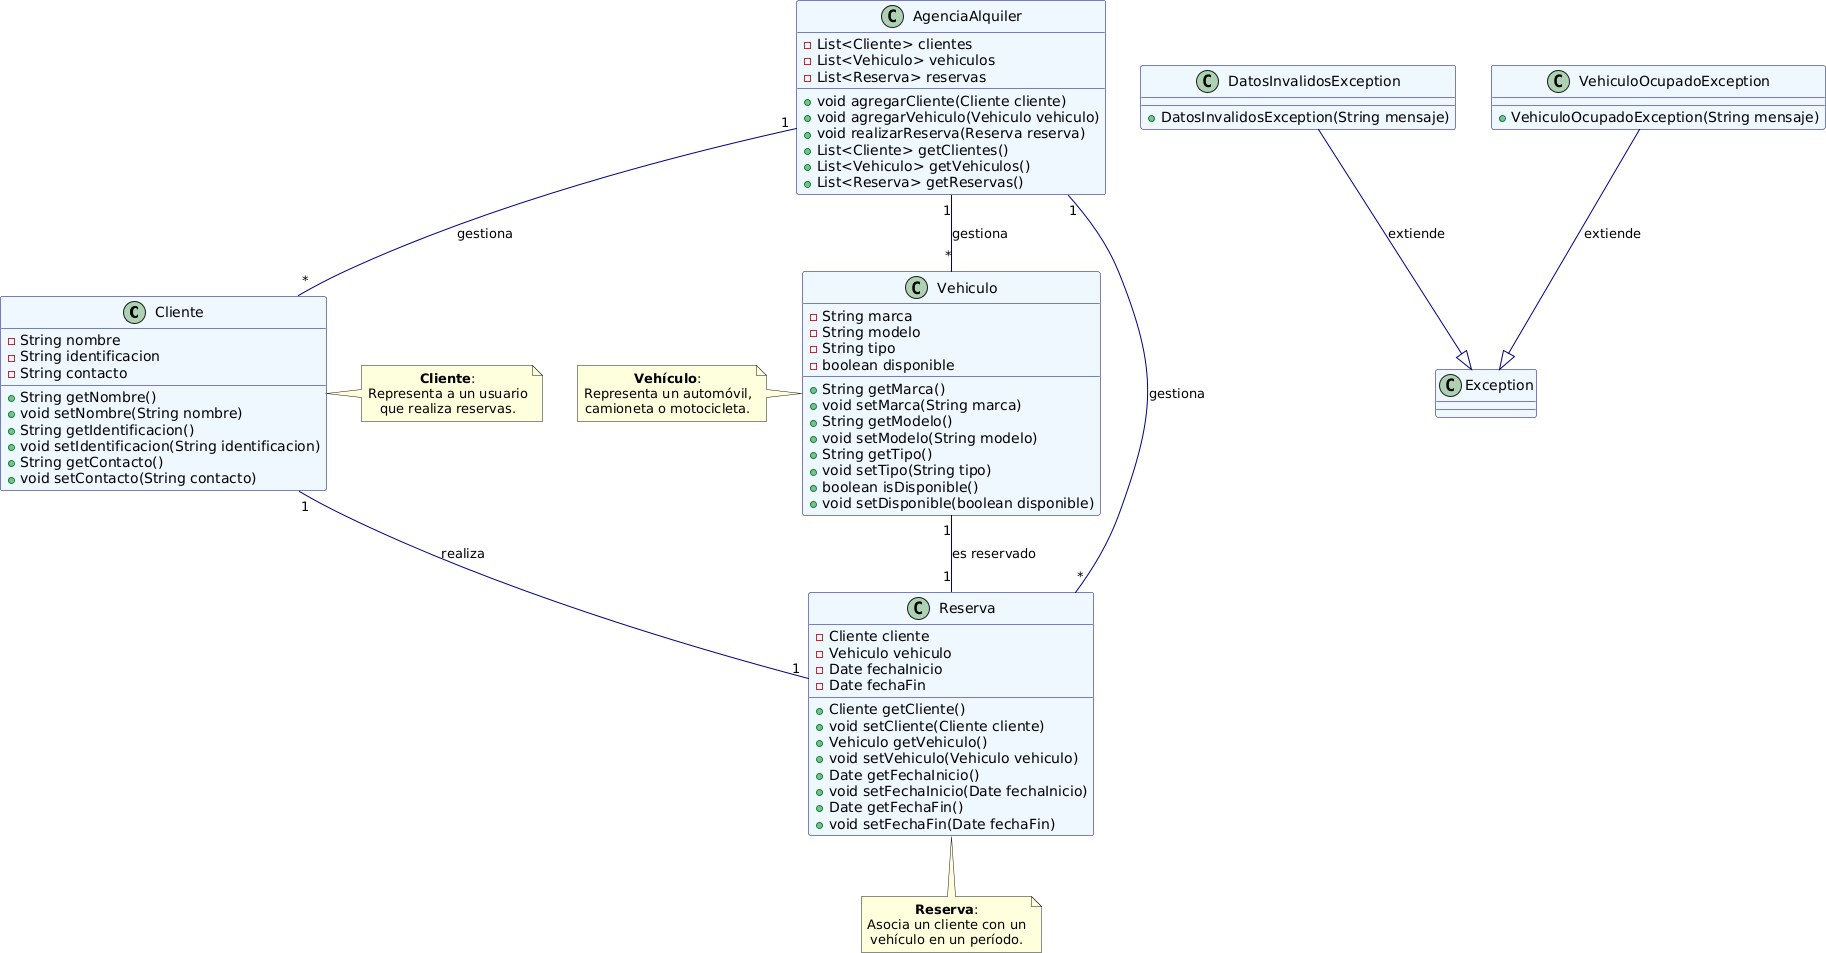 C AgenciaAlquiler
List<Cliente> clientes
List<Vehiculo> vehiculos
List<Reserva> reservas
void agregarCliente(Cliente cliente)
void agregarVehiculo(Vehiculo vehiculo)
void realizarReserva(Reserva reserva)
List<Cliente> getClientes()
List<Vehiculo> getVehiculos()
List<Reserva> getReservas()
C DatosInvalidosException
DatosInvalidosException(String mensaje)
C VehiculoOcupadoException
VehiculoOcupadoException(String mensaje)
1
gestiona
*
1
gestiona
*
1
gestiona
*
extiende
extiende
C Cliente
String nombre
String identificacion
String contacto
String getNombre()
void setNombre(String nombre)
String getIdentificacion()
void setIdentificacion(String identificacion)
String getContacto()
void setContacto(String contacto)
Cliente:
Representa a un usuario
que realiza reservas.
Vehículo:
Representa un automóvil,
camioneta o motocicleta.
C Vehiculo
String marca
String modelo
String tipo
boolean disponible
String getMarca()
void setMarca(String marca)
String getModelo()
void setModelo(String modelo)
String getTipo()
void setTipo(String tipo)
boolean isDisponible()
void setDisponible(boolean disponible)
C Exception
1
realiza
1
1
es reservado
1
C Reserva
Cliente cliente
Vehiculo vehiculo
Date fechaInicio
Date fechaFin
Cliente getCliente()
void setCliente(Cliente cliente)
Vehiculo getVehiculo()
void setVehiculo(Vehiculo vehiculo)
Date getFechaInicio()
void setFechaInicio(Date fechaInicio)
Date getFechaFin()
void setFechaFin(Date fechaFin)
Reserva:
Asocia un cliente con un
vehículo en un período.